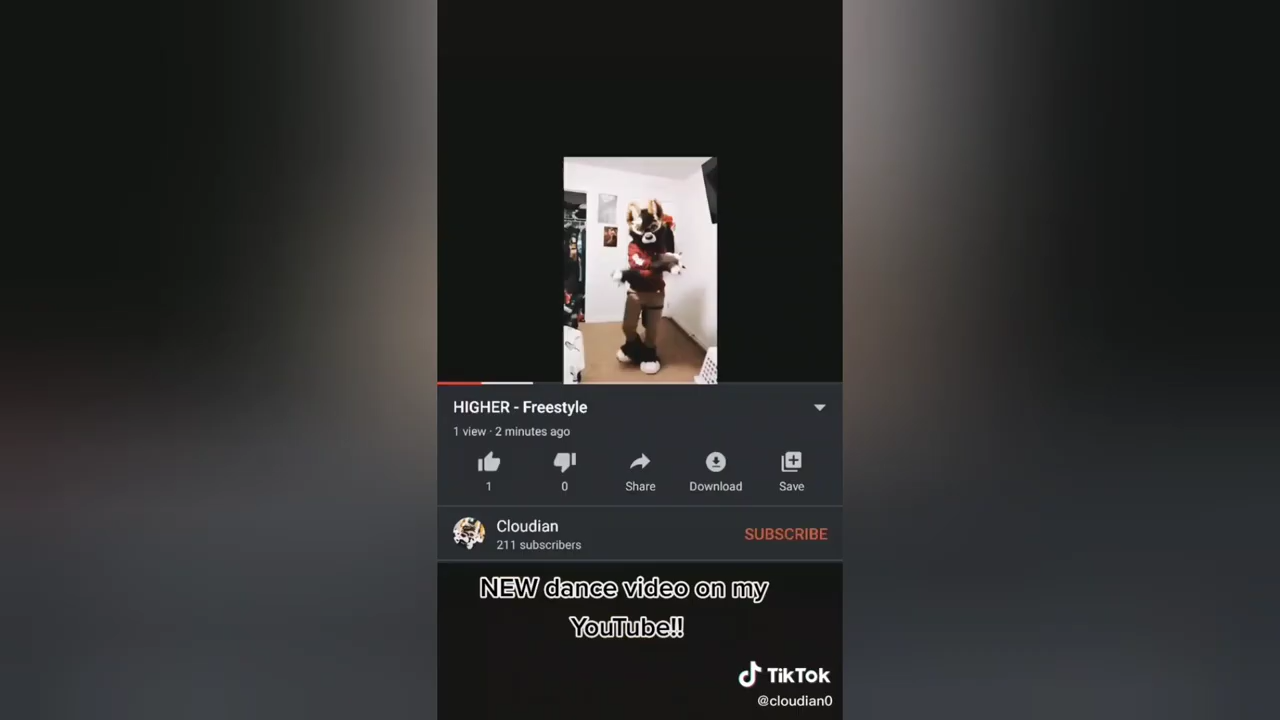 HIGHER - Freestyle
1 view · 2 minutes ago
1
0
Share
Download
Save
Cloudian
211 subscribers
SUBSCRIBE
NEW dance video on my
YouTube!!
TikTok
@cloudian0